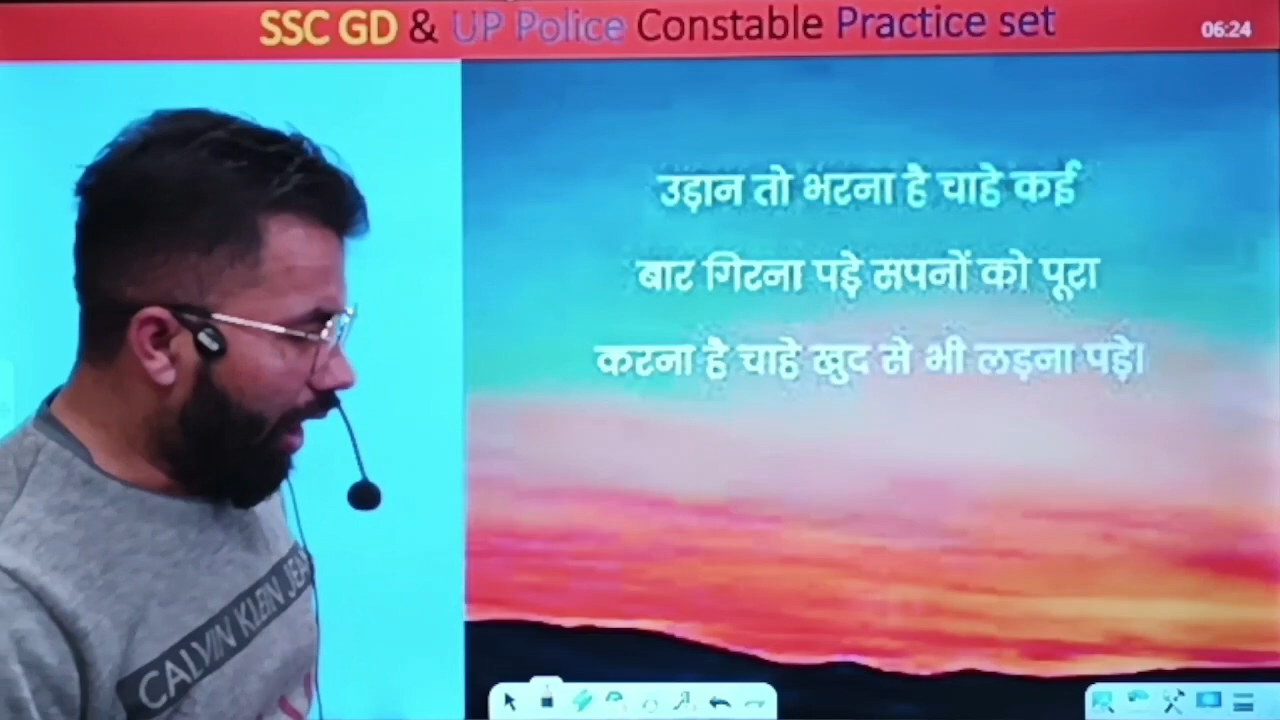 SSC GD & UP Police Constable Practice set
06:24
उड़ान तो भरना है चाहे कई
बार गिरना पड़े सपनों को पूरा
करना है चाहे खुद से भी लड़ना पड़े।
CALVIN KLEIN JEAN